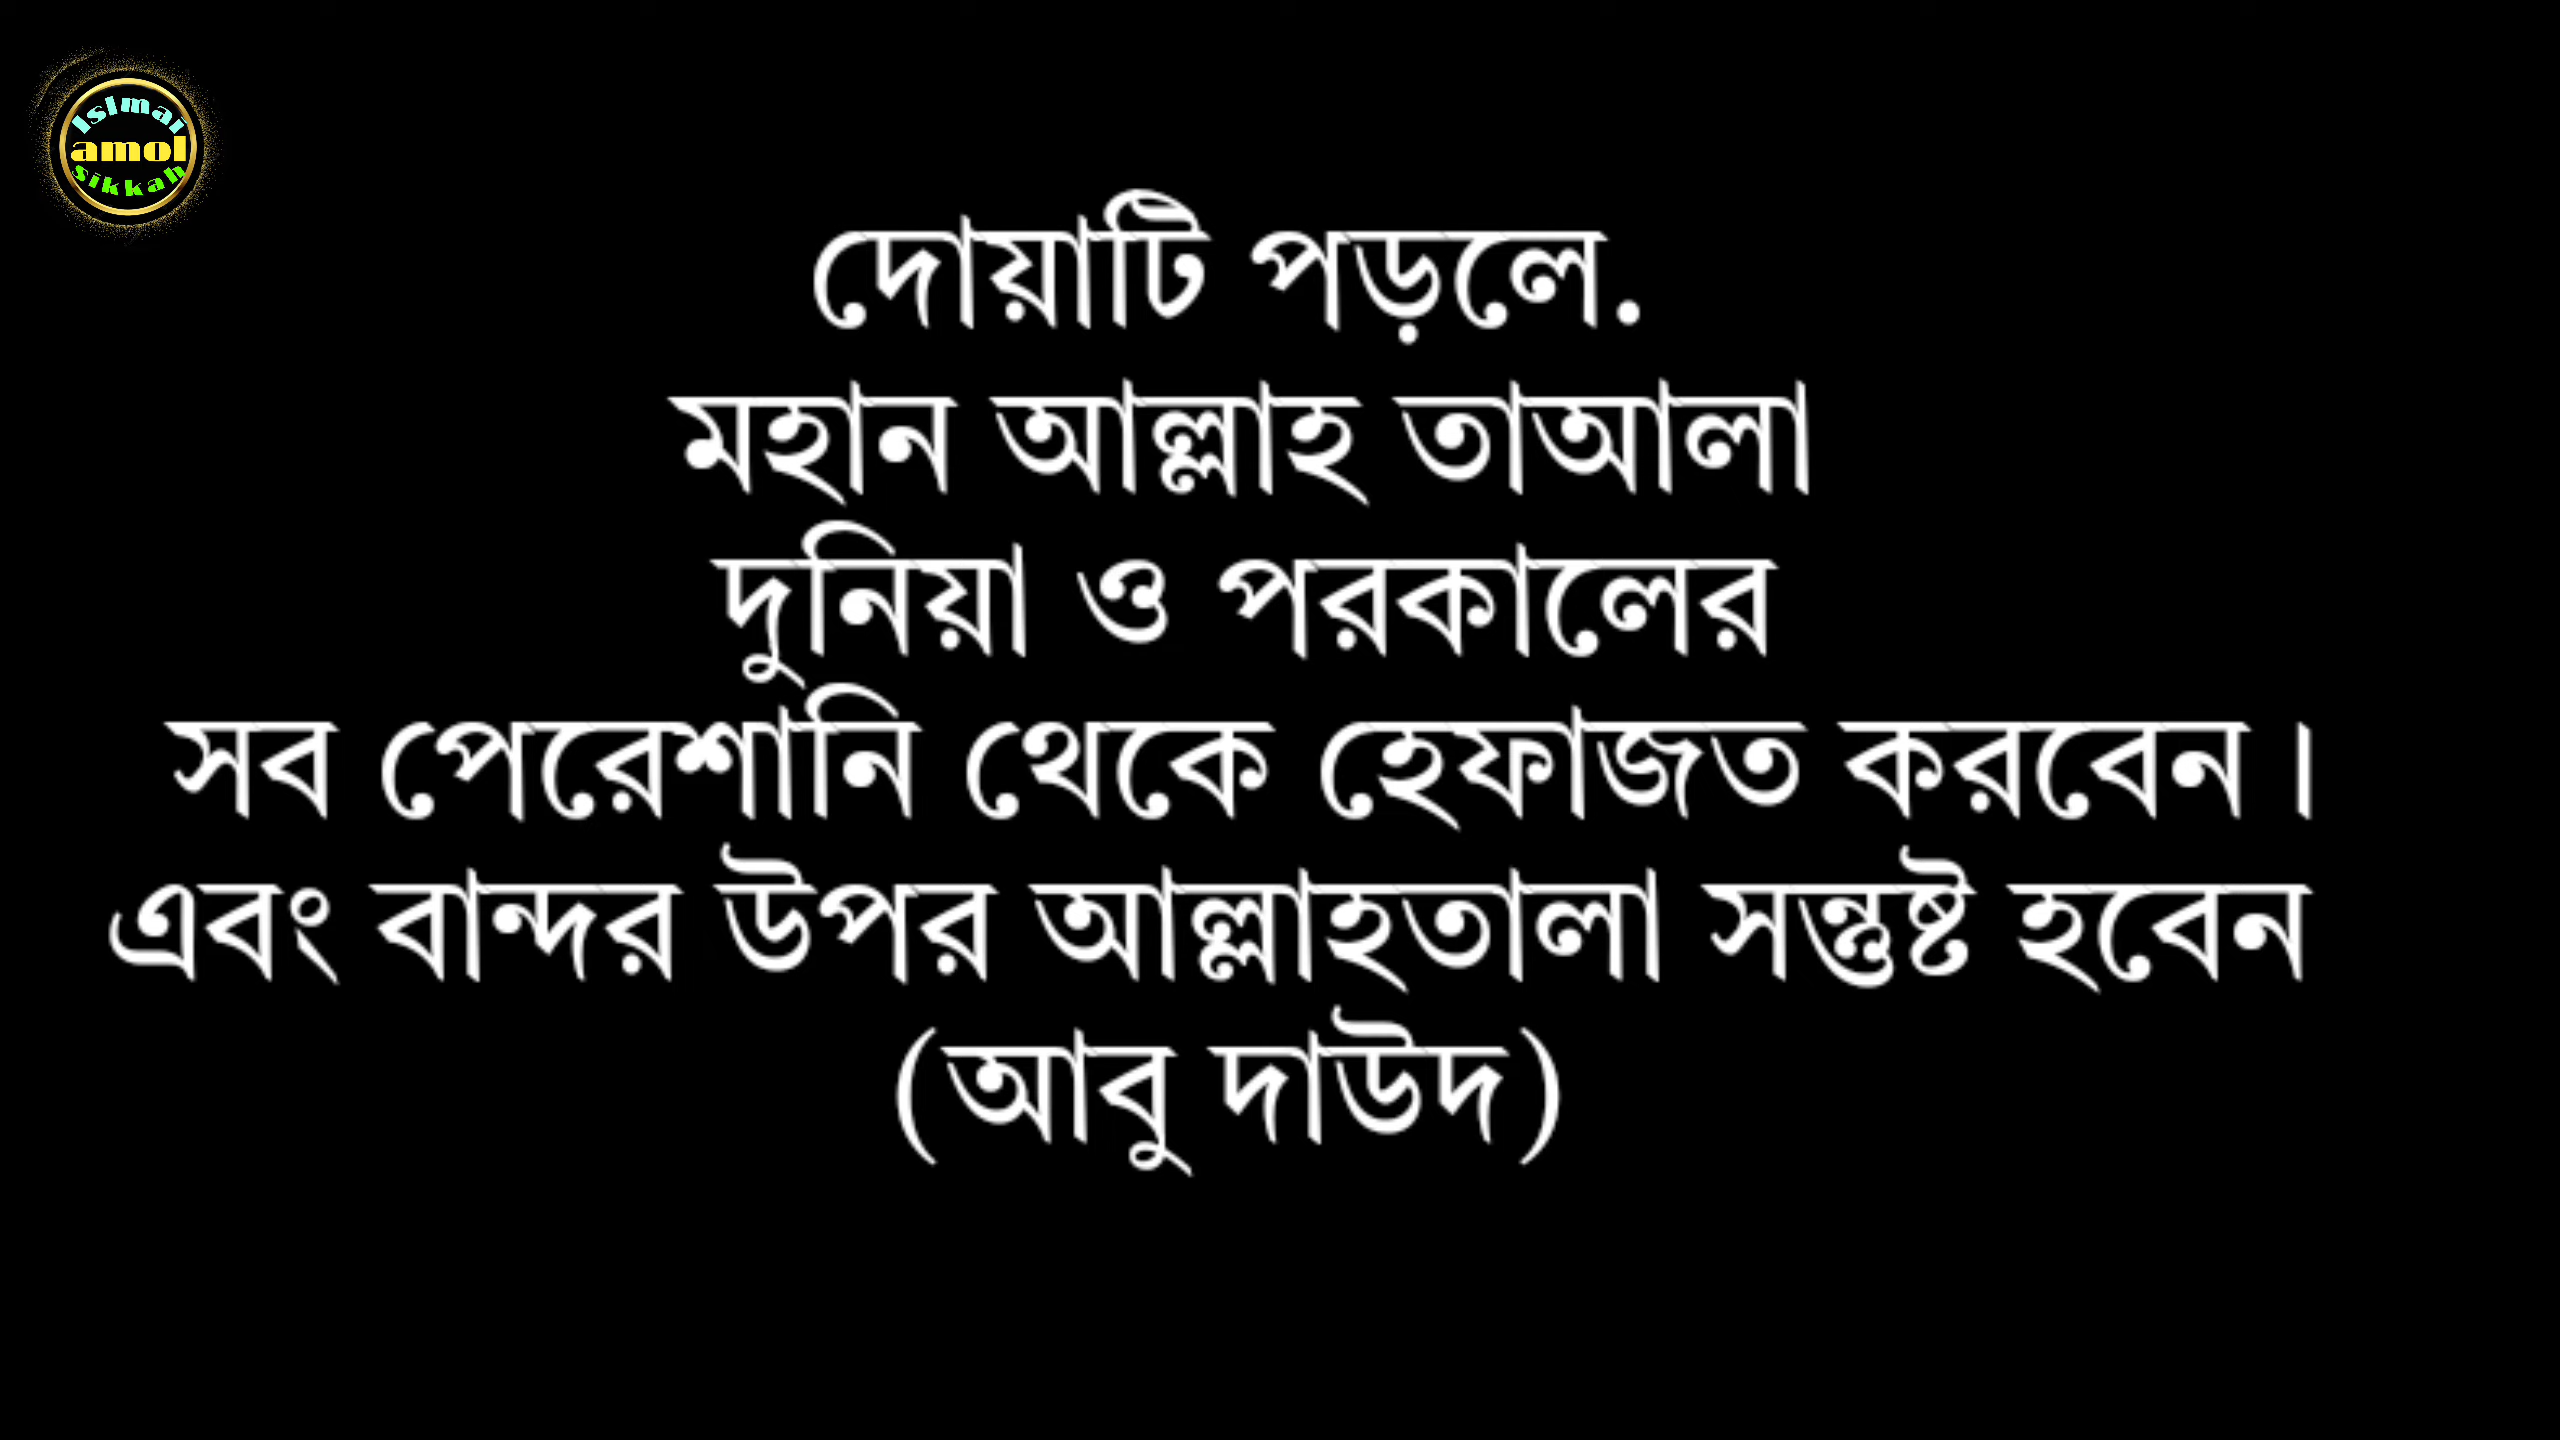 Islmai
amol
Sikkah
দোয়াটি পড়লে.
মহান আল্লাহ তাআলা
দুনিয়া ও পরকালের
সব পেরেশানি থেকে হেফাজত করবেন।
এবং বান্দর উপর আল্লাহতালা সন্তুষ্ট হবেন
(আবু দাউদ)